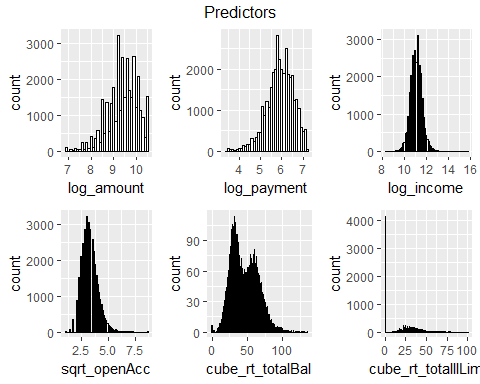 Predictors
count
3000
2000
1000
0
7 8 9 10
log_amount
count
2000
1000
0
4 5 6 7
log_payment
count
3000
2000
1000
0
8 10 12 14 16
log_income
count
3000
2000
1000
0
2.5 5.0 7.5
sqrt_openAcc
count
90
60
30
0
0 50 100
cube_rt_totalBal
count
4000
3000
2000
1000
0
0 25 50 75 100
cube_rt_totalILim